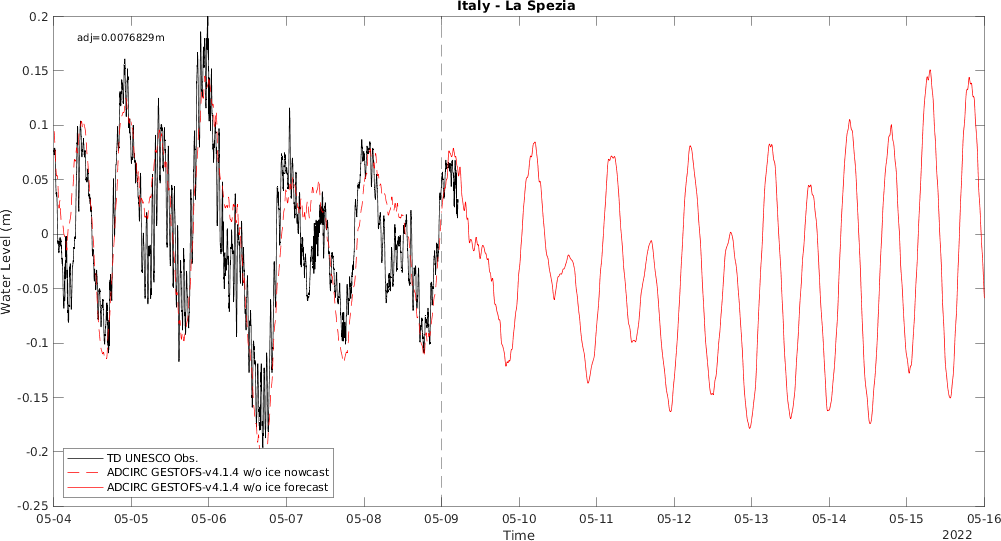 Italy - La Spezia
adj=0.0076829m
0.2
0.15
0.1
0.05
0
-0.05
-0.1
-0.15
-0.2
-0.25
Water Level (m)
TD UNESCO Obs.
ADCIRC GESTOFS-v4.1.4 w/o ice nowcast
ADCIRC GESTOFS-v4.1.4 w/o ice forecast
05-04 05-05 05-06 05-07 05-08 05-09 05-10 05-11 05-12 05-13 05-14 05-15 05-16
Time
2022